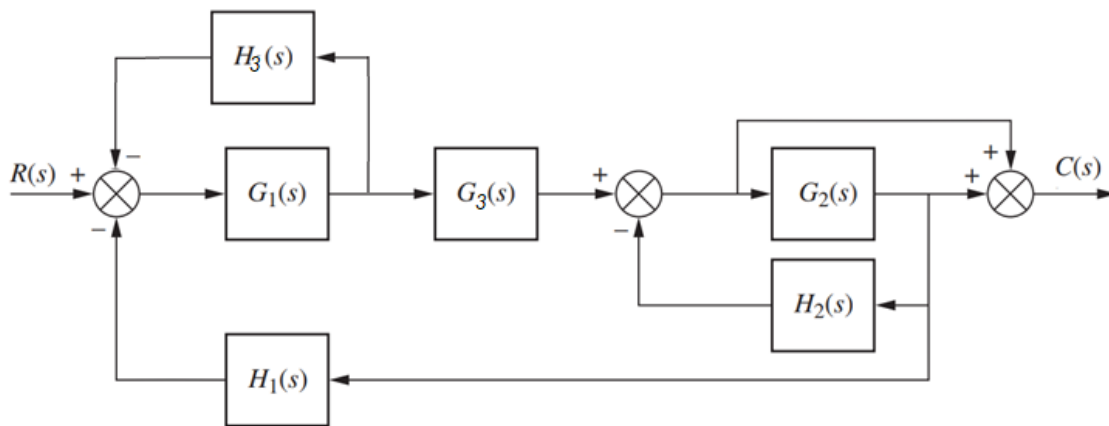 H₃(s)
R(s) + −
G₁(s)
G₃(s)
+
G₂(s)
+
+
C(s)
−
−
H₂(s)
H₁(s)